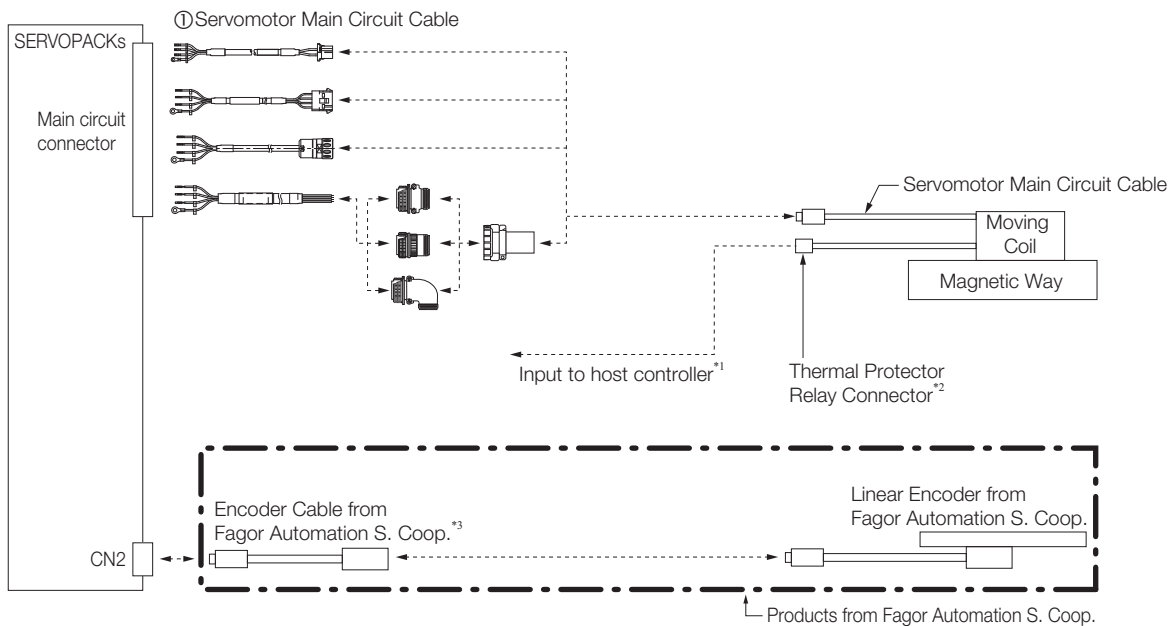 ①Servomotor Main Circuit Cable
SERVOPACKs
Main circuit
connector
Servomotor Main Circuit Cable
Moving
Coil
Magnetic Way
Input to host controller*1
Thermal Protector
Relay Connector*2
Encoder Cable from
Fagor Automation S. Coop.*3
Linear Encoder from
Fagor Automation S. Coop.
CN2
Products from Fagor Automation S. Coop.